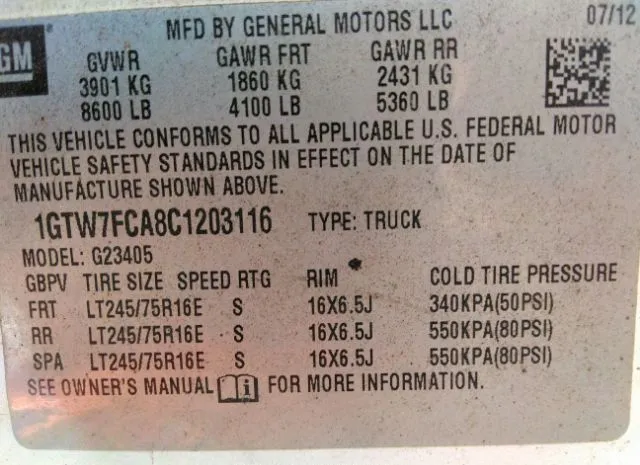 GM
MFD BY GENERAL MOTORS LLC 07/12
GVWR GAWR FRT GAWR RR
3901 KG 1860 KG 2431 KG
8600 LB 4100 LB 5360 LB
THIS VEHICLE CONFORMS TO ALL APPLICABLE U.S. FEDERAL MOTOR
VEHICLE SAFETY STANDARDS IN EFFECT ON THE DATE OF
MANUFACTURE SHOWN ABOVE.
1GTW7FCA8C1203116 TYPE: TRUCK
MODEL: G23405
GBPV TIRE SIZE SPEED RTG RIM COLD TIRE PRESSURE
FRT LT245/75R16E S 16X6.5J 340KPA(50PSI)
RR LT245/75R16E S 16X6.5J 550KPA(80PSI)
SPA LT245/75R16E S 16X6.5J 550KPA(80PSI)
SEE OWNER'S MANUAL FOR MORE INFORMATION.